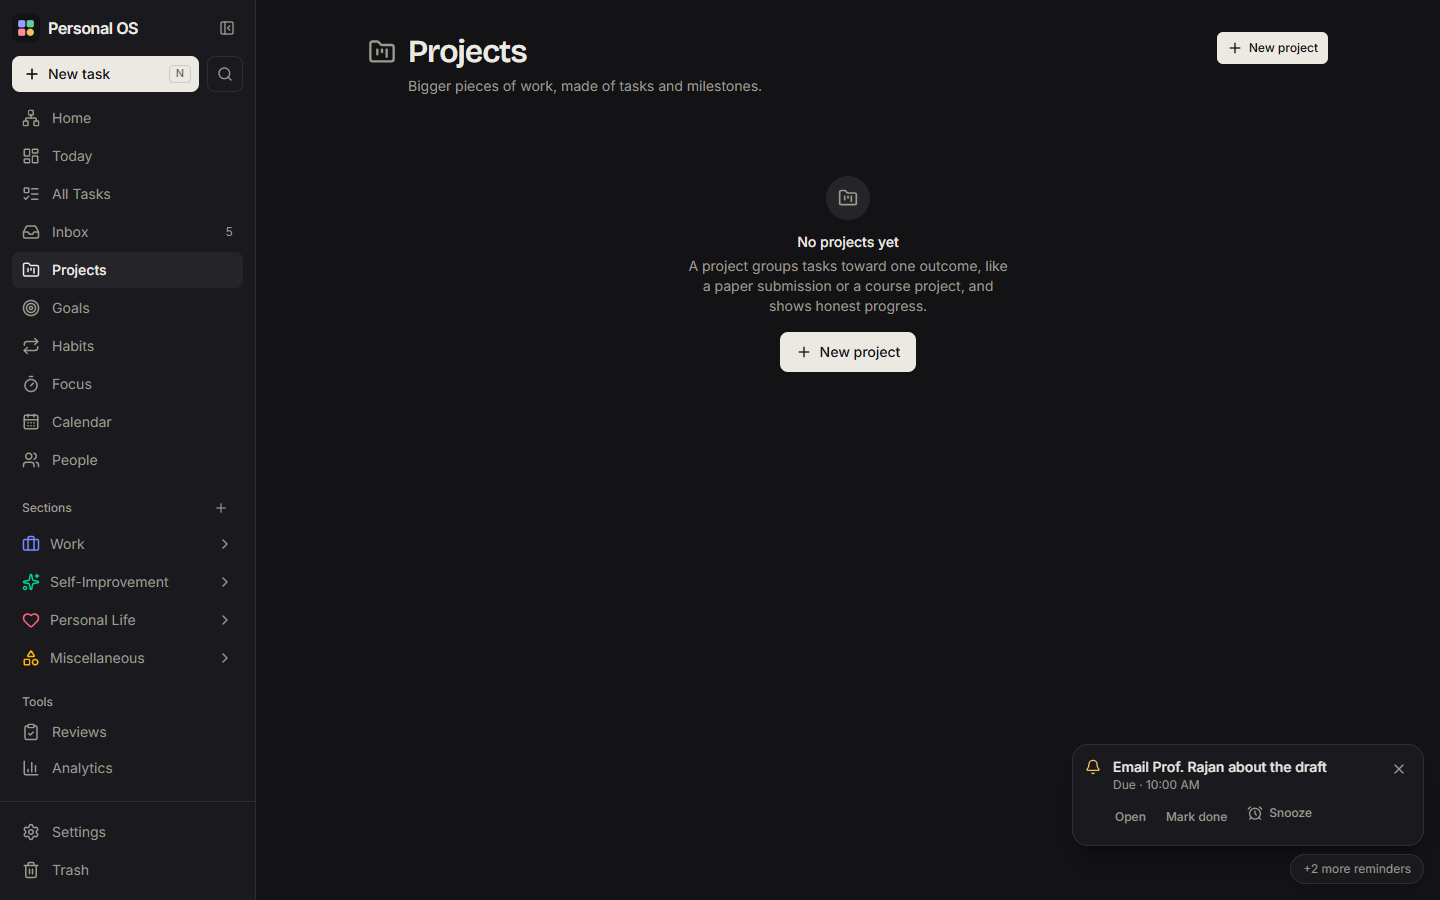 Personal OS
New task N
Home
Today
All Tasks
Inbox 5
Projects
Goals
Habits
Focus
Calendar
People
Sections
Work
Self-Improvement
Personal Life
Miscellaneous
Tools
Reviews
Analytics
Settings
Trash
Projects
New project
Bigger pieces of work, made of tasks and milestones.
No projects yet
A project groups tasks toward one outcome, like
a paper submission or a course project, and
shows honest progress.
New project
Email Prof. Rajan about the draft
Due · 10:00 AM
Open Mark done Snooze
+2 more reminders